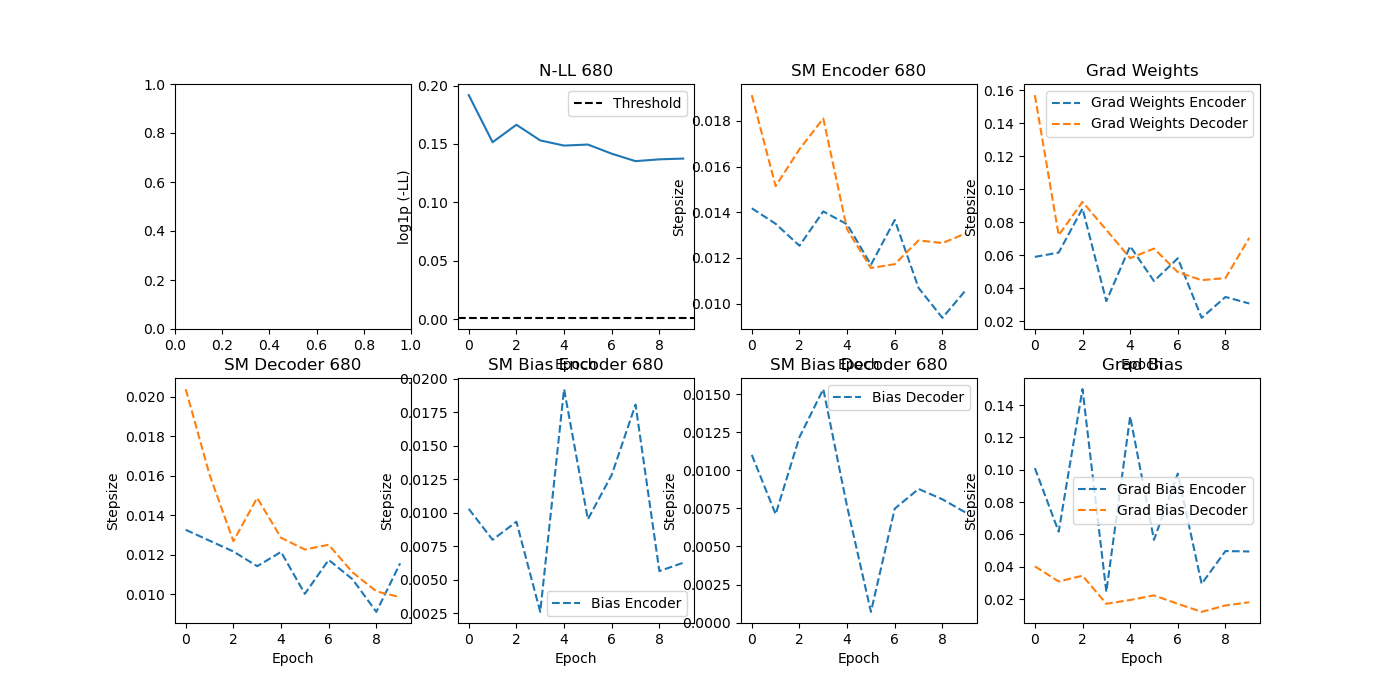 N-LL 680
SM Encoder 680
Grad Weights
1.0
0.8
0.6
0.4
0.2
0.0
0.0 0.2 0.4 0.6 0.8 1.0
log1p (-LL)
0.20
0.15
0.10
0.05
0.00
Threshold
0 2 4 6 8
Epoch
Stepsize
0.018
0.016
0.014
0.012
0.010
0 2 4 6 8
Epoch
Stepsize
0.16
0.14
0.12
0.10
0.08
0.06
0.04
0.02
Grad Weights Encoder
Grad Weights Decoder
0 2 4 6 8
Epoch
SM Decoder 680
SM Bias Encoder 680
SM Bias Decoder 680
Grad Bias
Stepsize
0.020
0.018
0.016
0.014
0.012
0.010
0 2 4 6 8
Epoch
Stepsize
0.0200
0.0175
0.0150
0.0125
0.0100
0.0075
0.0050
0.0025
Bias Encoder
0 2 4 6 8
Epoch
Stepsize
0.0150
0.0125
0.0100
0.0075
0.0050
0.0025
0.0000
Bias Decoder
0 2 4 6 8
Epoch
Stepsize
0.14
0.12
0.10
0.08
0.06
0.04
0.02
Grad Bias Encoder
Grad Bias Decoder
0 2 4 6 8
Epoch